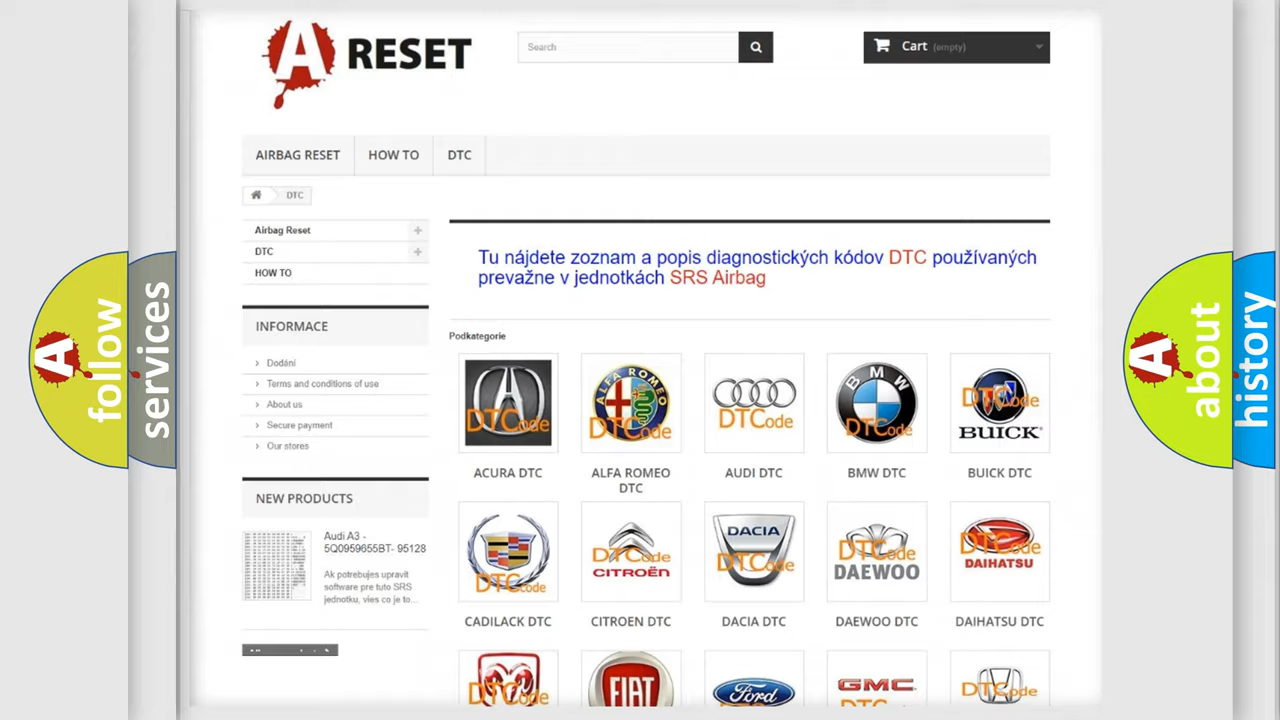 A RESET
Search
Cart (empty)
AIRBAG RESET
HOW TO
DTC
DTC
Airbag Reset
DTC
HOW TO
INFORMACE
Dodání
Terms and conditions of use
About us
Secure payment
Our stores
NEW PRODUCTS
Audi A3 -
5Q0959655BT- 95128
Ak potrebujes upravit
software pre tuto SRS
jednotku, vies co je to...
Tu nájdete zoznam a popis diagnostických kódov DTC používaných
prevažne v jednotkách SRS Airbag
Podkategorie
DTCode
ALFA ROMEO
DTCode
DTCode
BMW
DTCode
DTCode
BUICK
ACURA DTC
ALFA ROMEO
DTC
AUDI DTC
BMW DTC
BUICK DTC
DTCode
DTCode
CITROËN
DACIA
DTCode
DTCode
DAEWOO
DTCode
DAIHATSU
CADILACK DTC
CITROEN DTC
DACIA DTC
DAEWOO DTC
DAIHATSU DTC
DTCode
FIAT
Ford
GMC
DTCode
A follow
services
A about
history